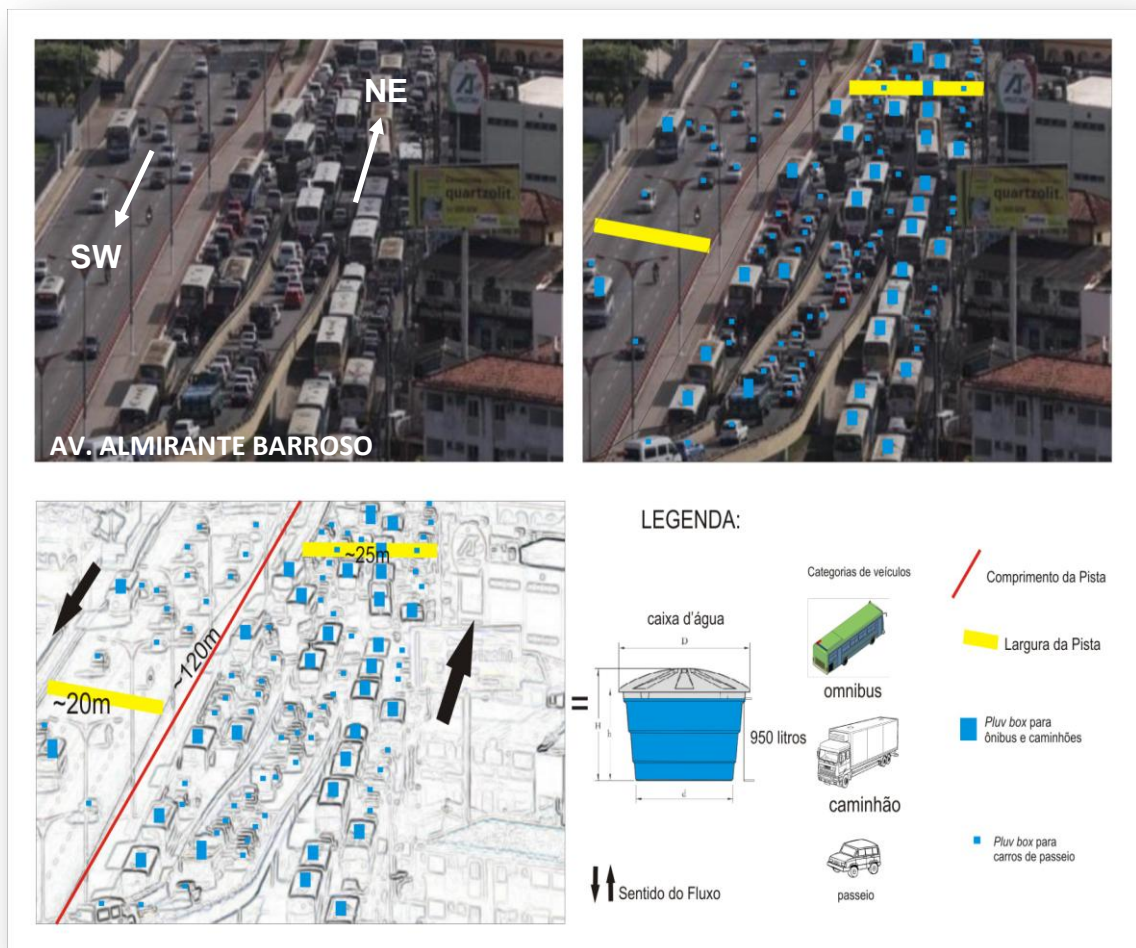 NE
SW
quartzolit.
AV. ALMIRANTE BARROSO
~25m
~120m
~20m
LEGENDA:
Categorias de veículos
Comprimento da Pista
caixa d'água
D
Largura da Pista
omnibus
=
H
h
950 litros
Pluv box para
ônibus e caminhões
d
caminhão
Pluv box para
carros de passeio
Sentido do Fluxo
passeio